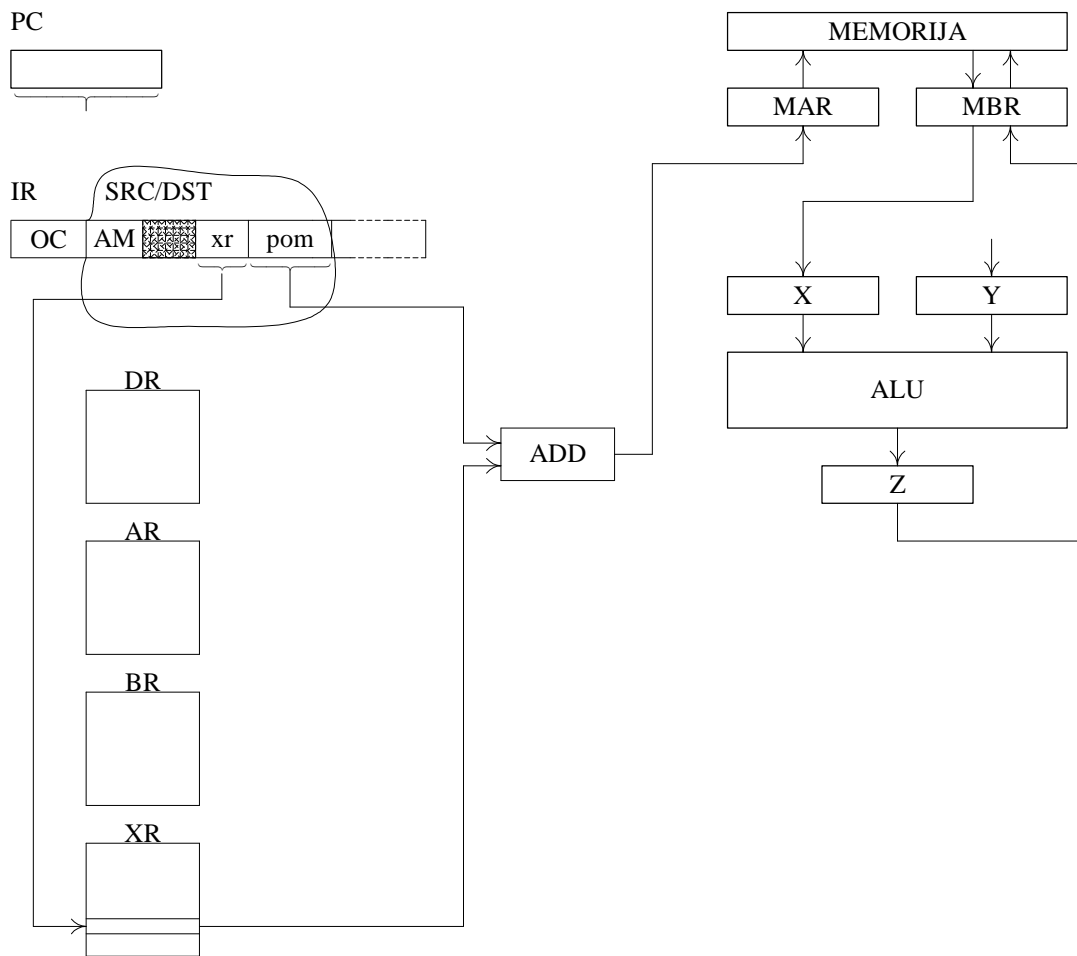 PC
MEMORIJA
MAR
MBR
IR
SRC/DST
OC
AM
xr
pom
X
Y
DR
ALU
ADD
Z
AR
BR
XR